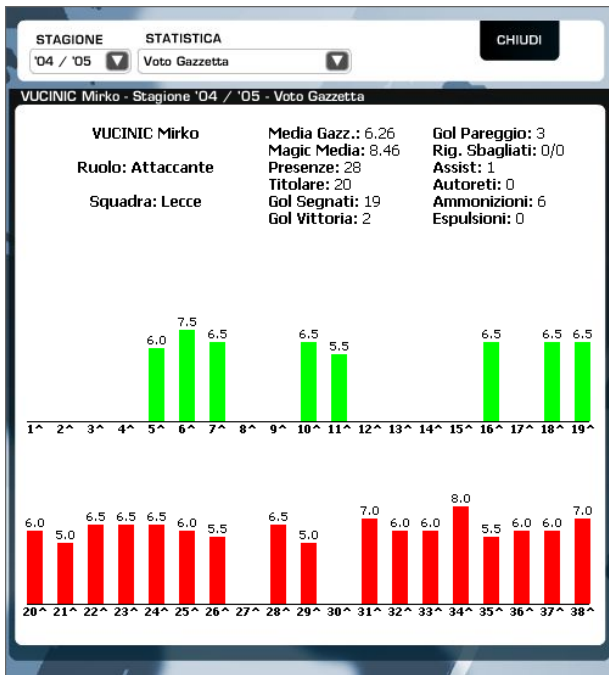 STAGIONE STATISTICA CHIUDI
'04 / '05 Voto Gazzetta
VUCINIC Mirko - Stagione '04 / '05 - Voto Gazzetta
VUCINIC Mirko Media Gazz.: 6.26 Gol Pareggio: 3
Magic Media: 8.46 Rig. Sbagliati: 0/0
Ruolo: Attaccante Presenze: 28 Assist: 1
Titolare: 20 Autoreti: 0
Squadra: Lecce Gol Segnati: 19 Ammonizioni: 6
Gol Vittoria: 2 Espulsioni: 0
6.0 7.5 6.5 6.5 5.5 6.5 6.5 6.5
1^ 2^ 3^ 4^ 5^ 6^ 7^ 8^ 9^ 10^ 11^ 12^ 13^ 14^ 15^ 16^ 17^ 18^ 19^
6.0 5.0 6.5 6.5 6.5 6.0 5.5 6.5 5.0 7.0 6.0 6.0 8.0 5.5 6.0 6.0 7.0
20^ 21^ 22^ 23^ 24^ 25^ 26^ 27^ 28^ 29^ 30^ 31^ 32^ 33^ 34^ 35^ 36^ 37^ 38^